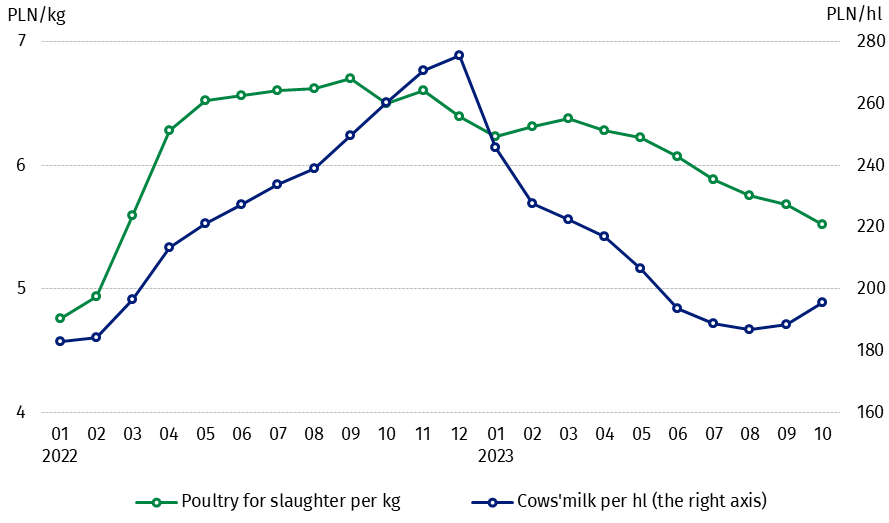 PLN/kg PLN/hl
7 280
260
6 240
220
5 200
180
4 160
01 02 03 04 05 06 07 08 09 10 11 12 01 02 03 04 05 06 07 08 09 10
2022 2023
Poultry for slaughter per kg Cows'milk per hl (the right axis)